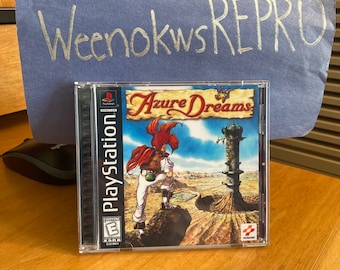 WeenokwsREPRO
Azure Dreams
PlayStation
E
KONAMI